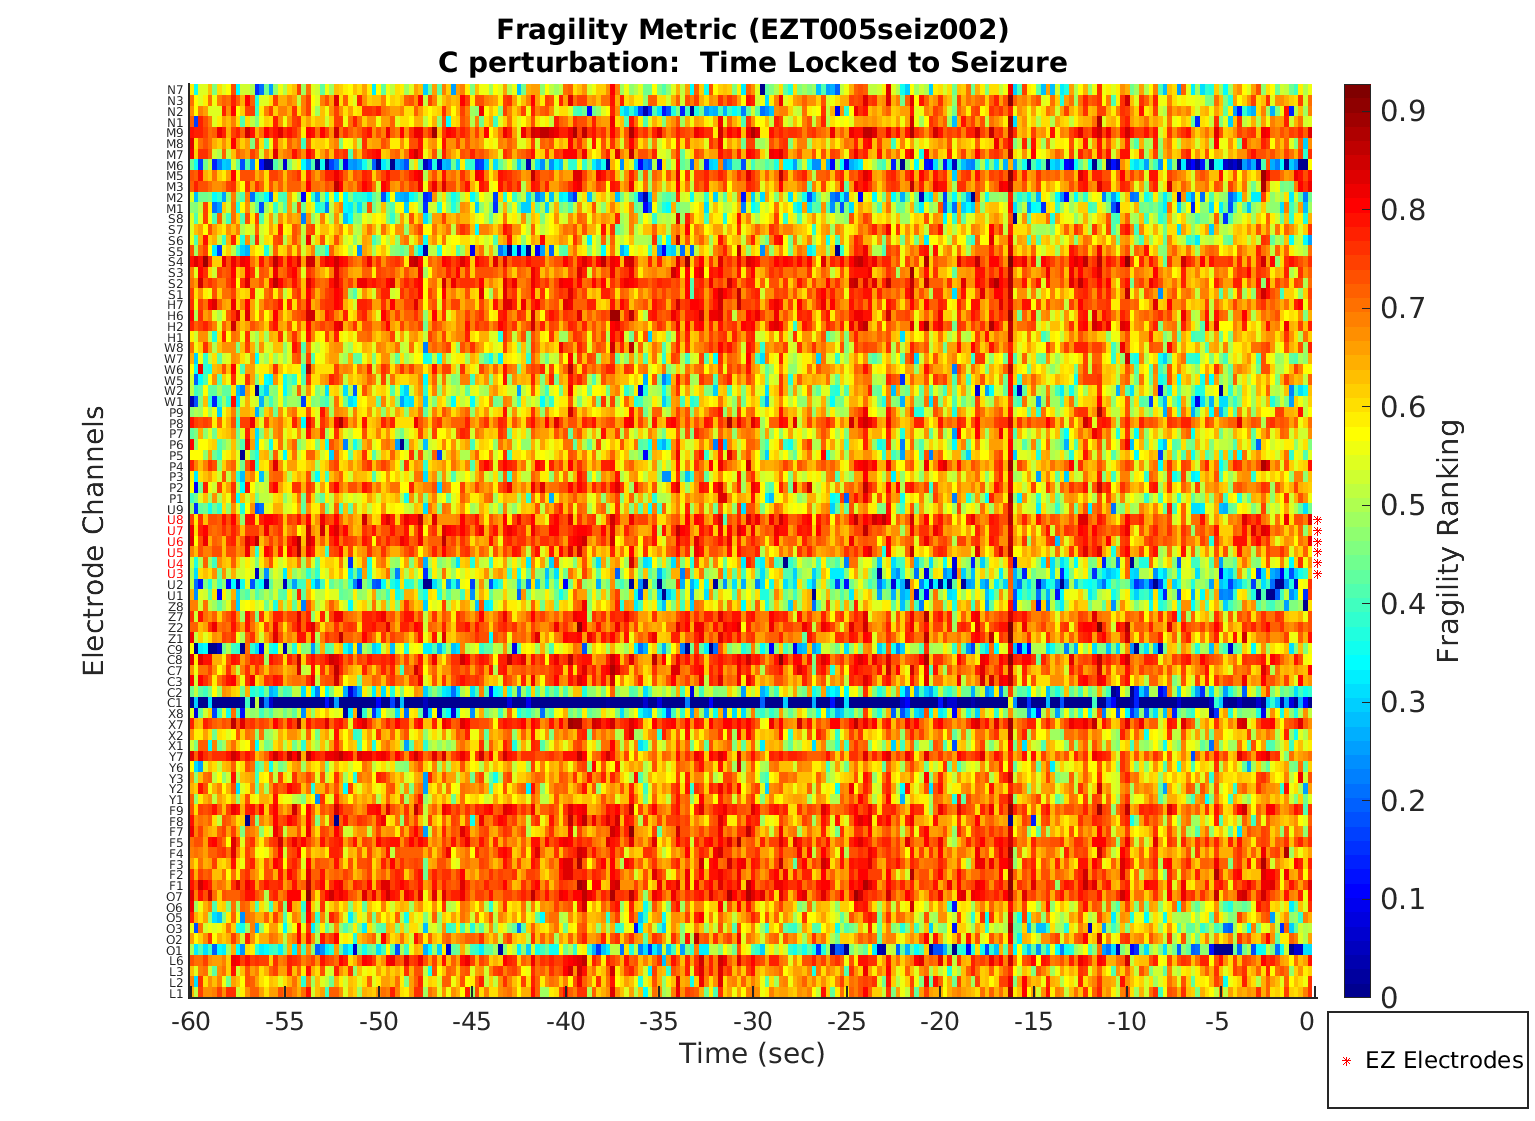 Fragility Metric (EZT005seiz002)
C perturbation:  Time Locked to Seizure
Electrode Channels
N7
N3
N2
N1
M9
M8
M7
M6
M5
M3
M2
M1
S8
S7
S6
S5
S4
S3
S2
S1
H7
H6
H2
H1
W8
W7
W6
W5
W2
W1
P9
P8
P7
P6
P5
P4
P3
P2
P1
U9
U8
U7
U6
U5
U4
U3
U2
U1
Z8
Z7
Z2
Z1
C9
C8
C7
C3
C2
C1
X8
X7
X2
X1
Y7
Y6
Y3
Y2
Y1
F9
F8
F7
F5
F4
F3
F2
F1
O7
O6
O5
O3
O2
O1
L6
L3
L2
L1
-60 -55 -50 -45 -40 -35 -30 -25 -20 -15 -10 -5 0
Time (sec)
0.9
0.8
0.7
0.6
0.5
0.4
0.3
0.2
0.1
0
Fragility Ranking
EZ Electrodes